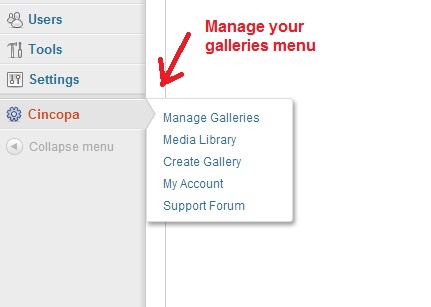 Users
Manage your
galleries menu
Tools
Settings
Cincopa
Manage Galleries
Media Library
Collapse menu
Create Gallery
My Account
Support Forum